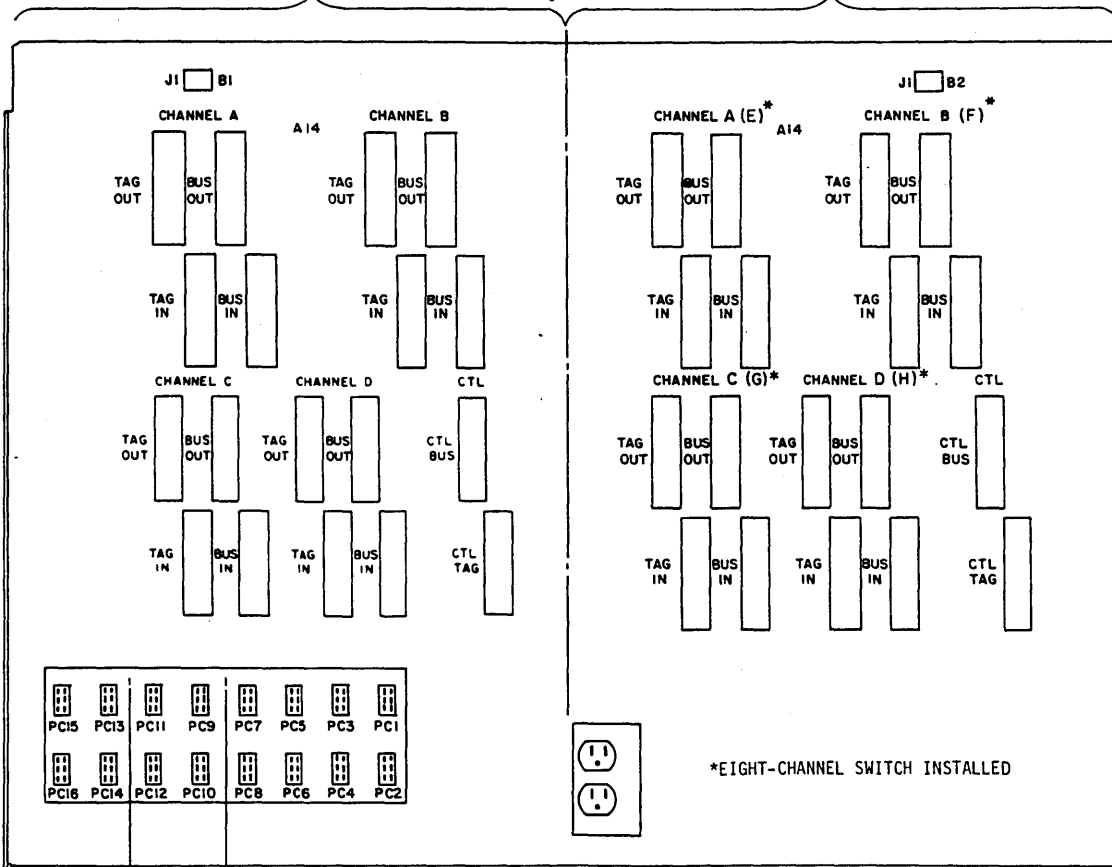 J1 B1
CHANNEL A
A14
CHANNEL B
TAG OUT
BUS OUT
TAG OUT
BUS OUT
TAG IN
BUS IN
TAG IN
BUS IN
CHANNEL C
CHANNEL D
CTL
TAG OUT
BUS OUT
TAG OUT
BUS OUT
CTL BUS
TAG IN
BUS IN
TAG IN
BUS IN
CTL TAG
PC15 PC13 PC11 PC9 PC7 PC5 PC3 PC1
PC16 PC14 PC12 PC10 PC8 PC6 PC4 PC2
J1 B2
CHANNEL A (E)*
A14
CHANNEL B (F)*
TAG OUT
BUS OUT
TAG OUT
BUS OUT
TAG IN
BUS IN
TAG IN
BUS IN
CHANNEL C (G)*
CHANNEL D (H)*
CTL
TAG OUT
BUS OUT
TAG OUT
BUS OUT
CTL BUS
TAG IN
BUS IN
TAG IN
BUS IN
CTL TAG
*EIGHT-CHANNEL SWITCH INSTALLED